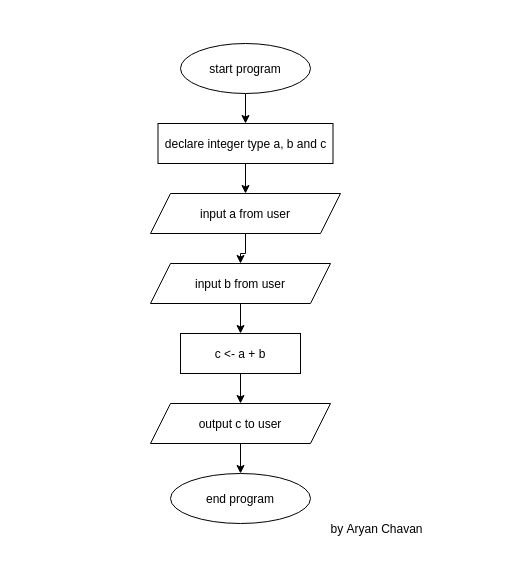 start program
declare integer type a, b and c
input a from user
input b from user
c <- a + b
output c to user
end program
by Aryan Chavan